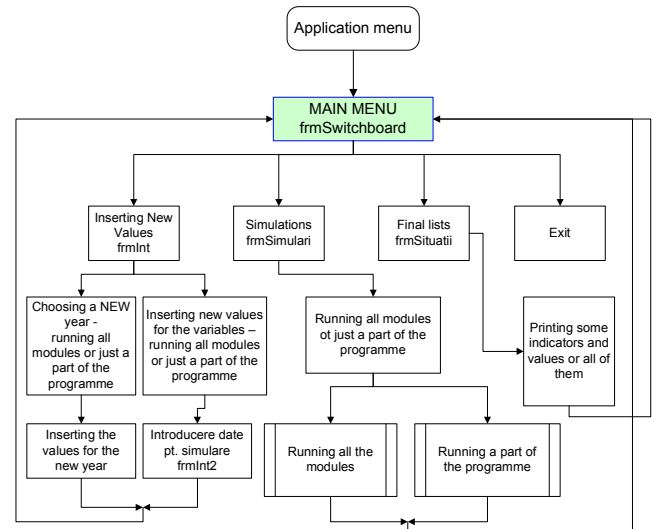 Application menu
MAIN MENU
frmSwitchboard
Inserting New
Values
frmInt
Simulations
frmSimulari
Final lists
frmSituatii
Exit
Choosing a NEW
year -
running all
modules or just a
part of the
programme
Inserting new values
for the variables –
running all modules
or just a part of the
programme
Running all modules
ot just a part of the
programme
Printing some
indicators and
values or all of
them
Inserting the
values for the
new year
Introducere date
pt. simulare
frmInt2
Running all the
modules
Running a part of
the programme